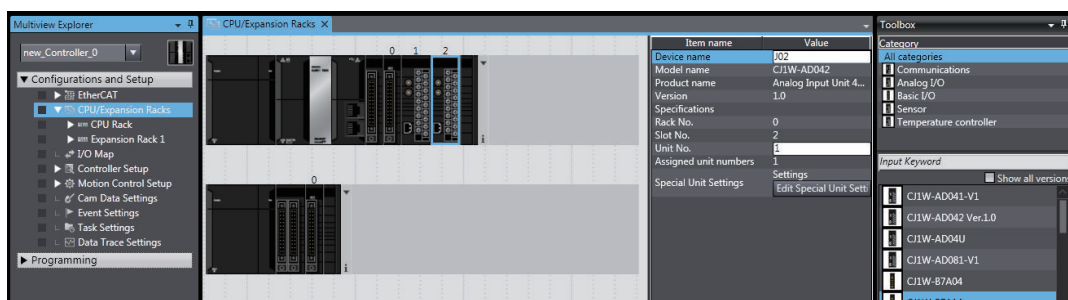 Multiview Explorer
new_Controller_0
Configurations and Setup
EtherCAT
CPU/Expansion Racks
CPU Rack
Expansion Rack 1
I/O Map
Controller Setup
Motion Control Setup
Cam Data Settings
Event Settings
Task Settings
Data Trace Settings
Programming
CPU/Expansion Racks
0 1 2
0
Item name Value
Device name J02
Model name CJ1W-AD042
Product name Analog Input Unit 4...
Version 1.0
Specifications
Rack No. 0
Slot No. 2
Unit No. 1
Assigned unit numbers 1
Special Unit Settings Settings
Edit Special Unit Setti
Toolbox
Category
All categories
Communications
Analog I/O
Basic I/O
Sensor
Temperature controller
Input Keyword
Show all versions
CJ1W-AD041-V1
CJ1W-AD042 Ver.1.0
CJ1W-AD04U
CJ1W-AD081-V1
CJ1W-B7A04